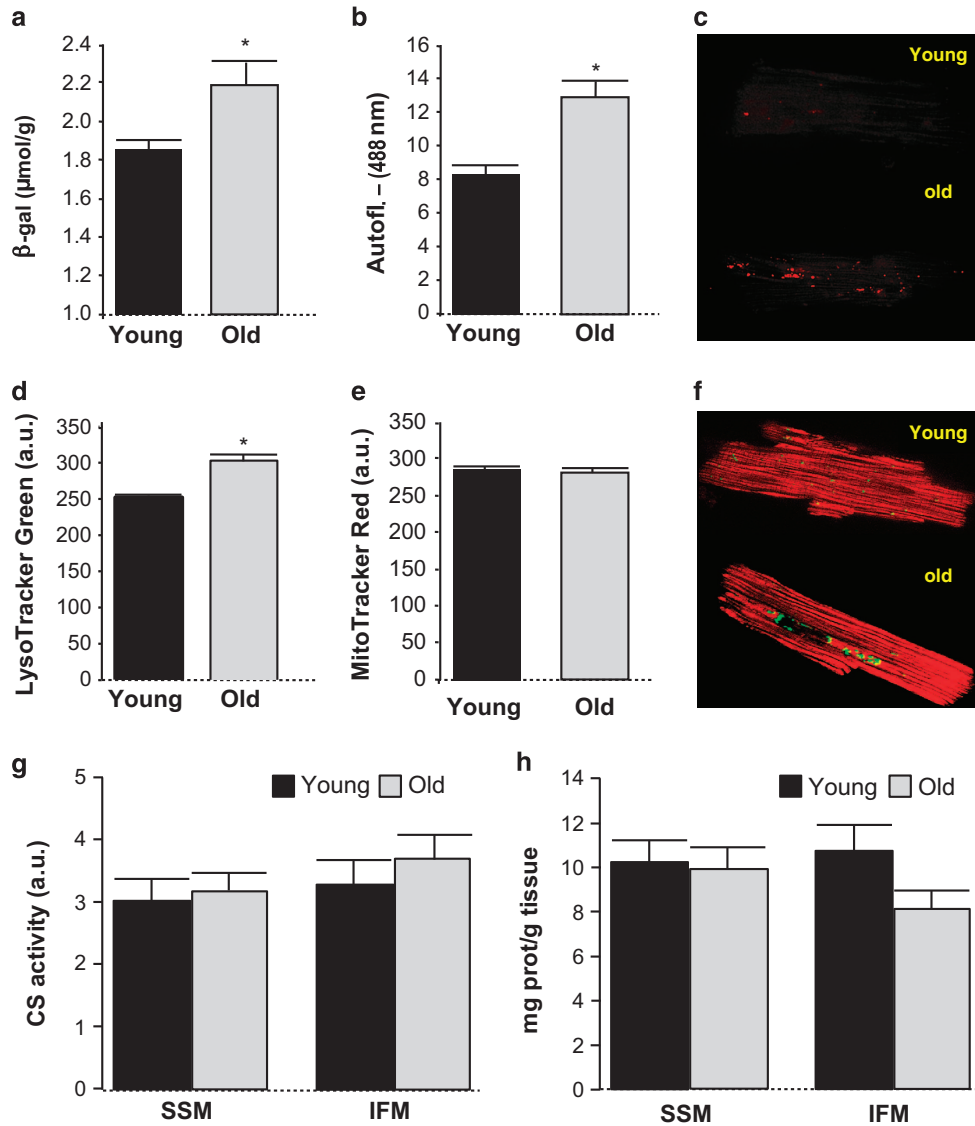 a
β-gal (µmol/g)
2.4
2.2
2.0
1.8
1.6
1.4
1.2
1.0
*
Young Old
b
Autofl. – (488 nm)
16
14
12
10
8
6
4
2
0
*
Young Old
c
Young
old
d
LysoTracker Green (a.u.)
350
300
250
200
150
100
50
0
*
Young Old
e
MitoTracker Red (a.u.)
350
300
250
200
150
100
50
0
Young Old
f
Young
old
g
CS activity (a.u.)
5
4
3
2
1
0
Young Old
SSM IFM
h
mg prot/g tissue
14
12
10
8
6
4
2
0
Young Old
SSM IFM